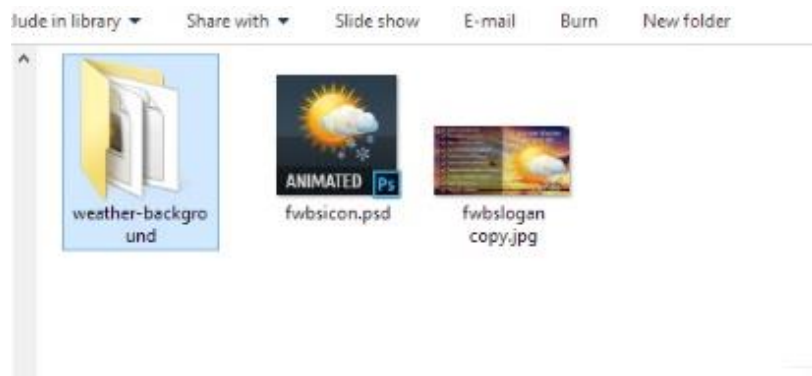 lude in library
Share with
Slide show
E-mail
Burn
New folder
ANIMATED
Ps
weather-backgro
und
fwbsicon.psd
fwbslogan
copy.jpg